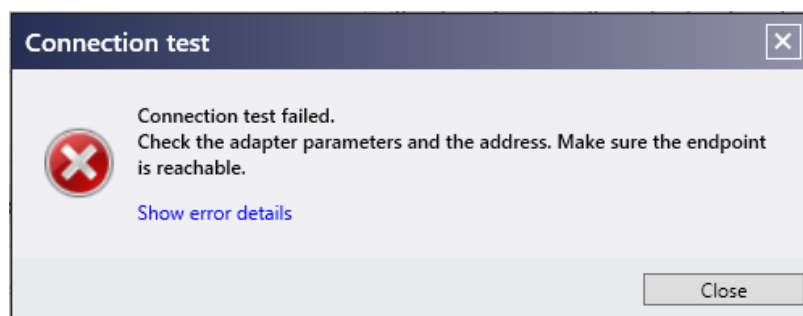 Connection test
Connection test failed.
Check the adapter parameters and the address. Make sure the endpoint
is reachable.
Show error details
Close